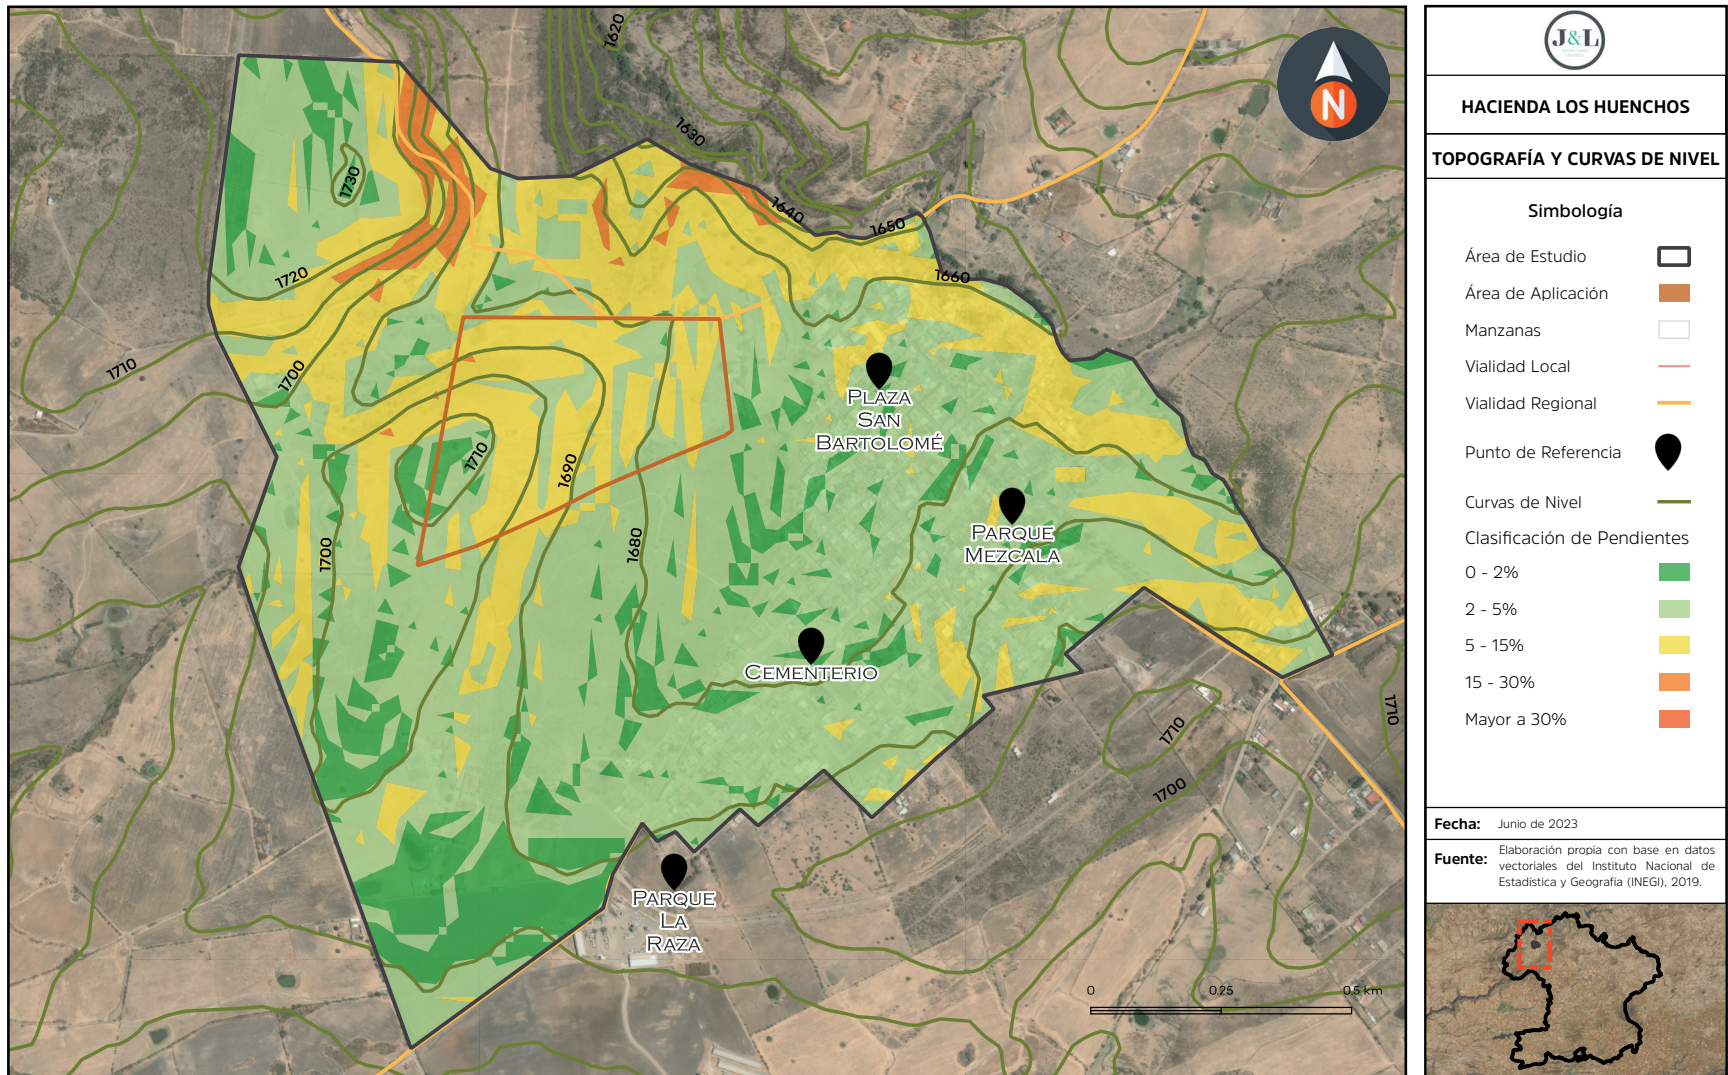 1620
1630
1730
1640
1650
1660
1720
1710
1700
PLAZA
SAN
BARTOLOMÉ
1710
1690
1700
1680
PARQUE
MEZCALA
CEMENTERIO
1710
1710
1700
PARQUE
LA
RAZA
0 0.25 0.5 km
N
J&L
HACIENDA LOS HUENCHOS
TOPOGRAFÍA Y CURVAS DE NIVEL
Simbología
Área de Estudio
Área de Aplicación
Manzanas
Vialidad Local
Vialidad Regional
Punto de Referencia
Curvas de Nivel
Clasificación de Pendientes
0 - 2%
2 - 5%
5 - 15%
15 - 30%
Mayor a 30%
Fecha: Junio de 2023
Fuente: Elaboración propia con base en datos
vectoriales del Instituto Nacional de
Estadística y Geografía (INEGI), 2019.